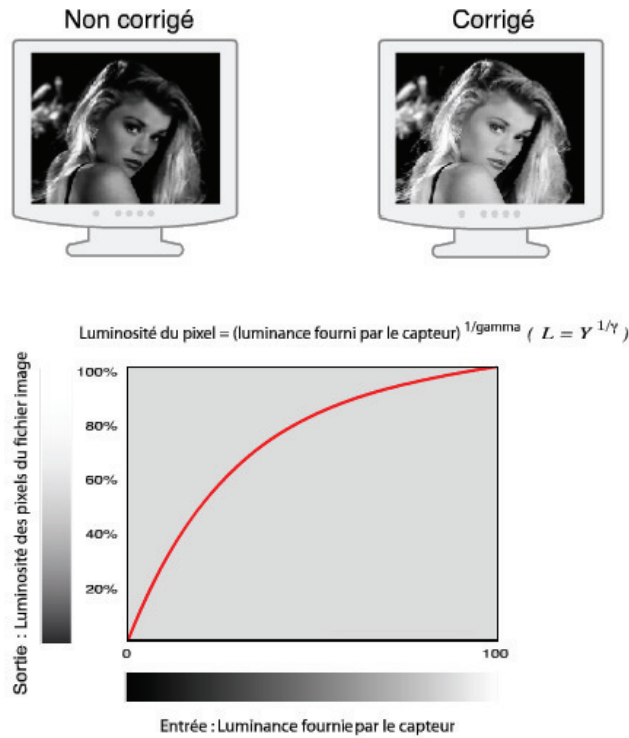 Non corrigé
Corrigé
Luminosité du pixel = (luminance fourni par le capteur) 1/gamma ( L = Y 1/γ )
Sortie : Luminosité des pixels du fichier image
100%
80%
60%
40%
20%
0
100
Entrée : Luminance fournie par le capteur